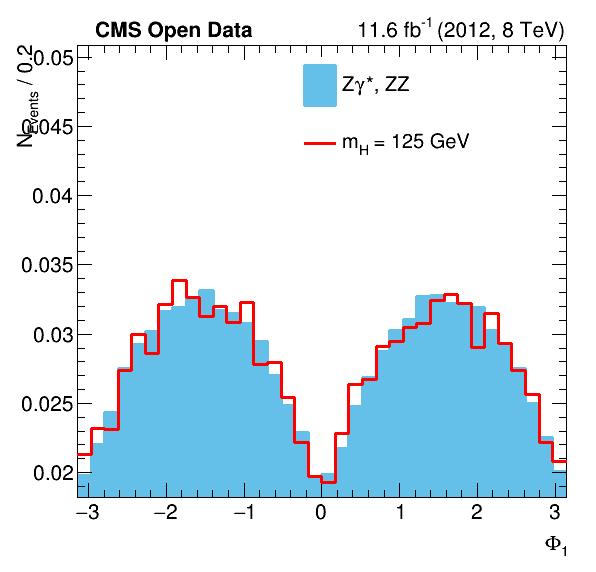 CMS Open Data 11.6 fb⁻¹ (2012, 8 TeV)
N_Events / 0.2
0.05
0.045
0.04
0.035
0.03
0.025
0.02
Zγ*, ZZ
m_H = 125 GeV
−3 −2 −1 0 1 2 3
Φ₁